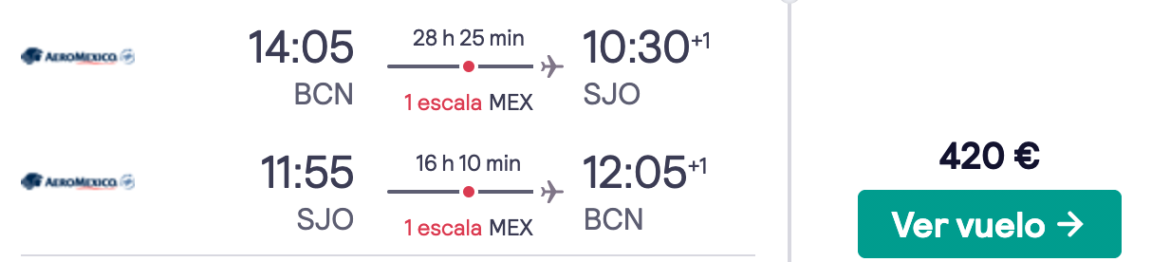 AEROMEXICO
14:05
28 h 25 min
10:30+1
BCN
1 escala MEX
SJO
AEROMEXICO
11:55
16 h 10 min
12:05+1
SJO
1 escala MEX
BCN
420 €
Ver vuelo →